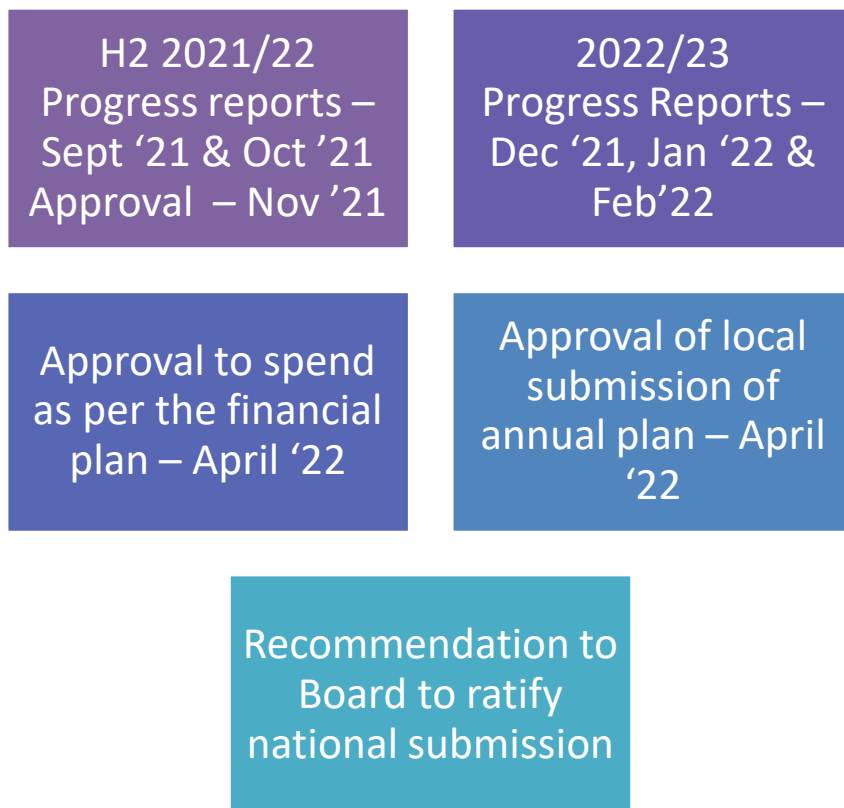 H2 2021/22
Progress reports –
Sept ‘21 & Oct ’21
Approval  – Nov ’21
2022/23
Progress Reports –
Dec ‘21, Jan ‘22 &
Feb’22
Approval to spend
as per the financial
plan – April ‘22
Approval of local
submission of
annual plan – April
‘22
Recommendation to
Board to ratify
national submission